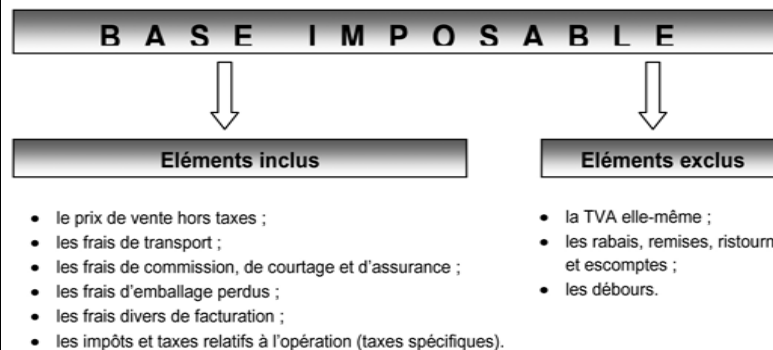 BASE IMPOSABLE
Eléments inclus
• le prix de vente hors taxes ;
• les frais de transport ;
• les frais de commission, de courtage et d'assurance ;
• les frais d'emballage perdus ;
• les frais divers de facturation ;
• les impôts et taxes relatifs à l'opération (taxes spécifiques).
Eléments exclus
• la TVA elle-même ;
• les rabais, remises, ristourn
et escomptes ;
• les débours.